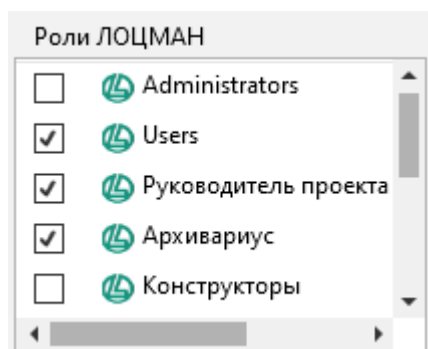 Роли ЛОЦМАН
Administrators
Users
Руководитель проекта
Архивариус
Конструкторы